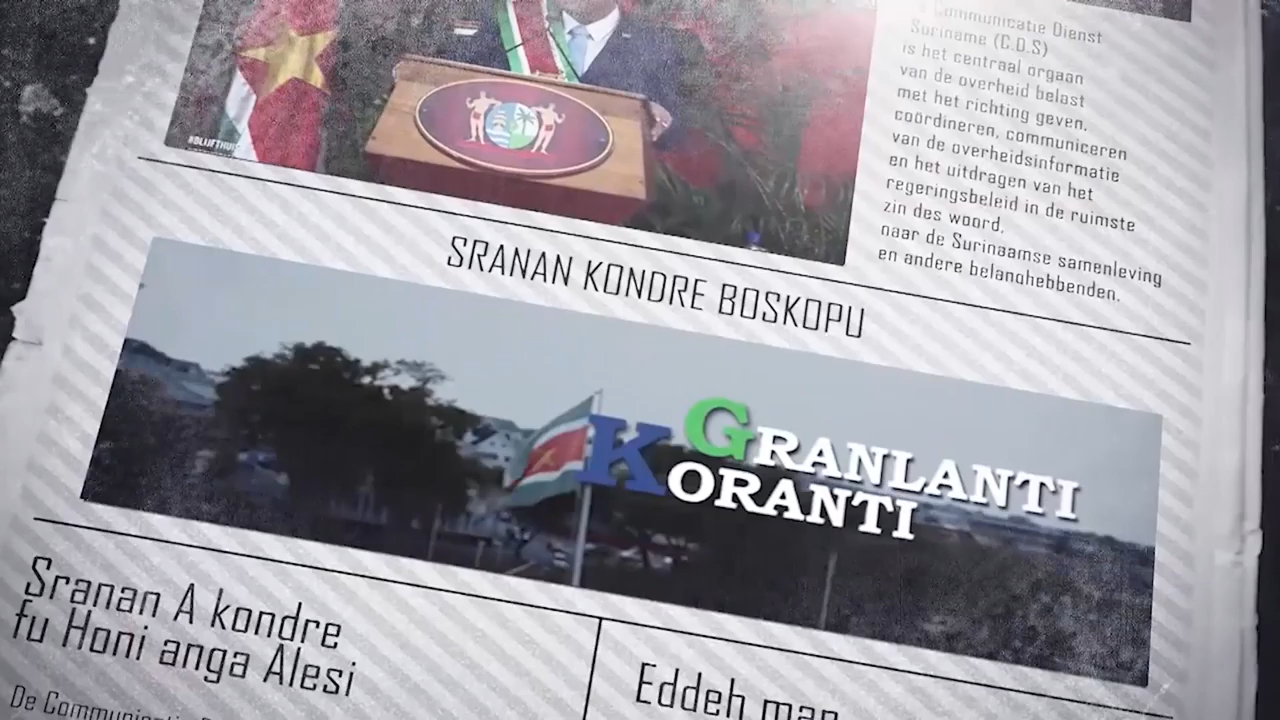 #BLIJFTHUIS
Communicatie Dienst
Suriname (C.D.S)
is het centraal orgaan
van de overheid belast
met het richting geven,
coördineren, communiceren
van de overheidsinformatie
en het uitdragen van het
regeringsbeleid in de ruimste
zin des woord.
naar de Surinaamse samenleving
en andere belanghebbenden.
SRANAN KONDRE BOSKOPU
GRANLANTI
KORANTI
Sranan A kondre
fu Honi anga Alesi
De
Eddeh man